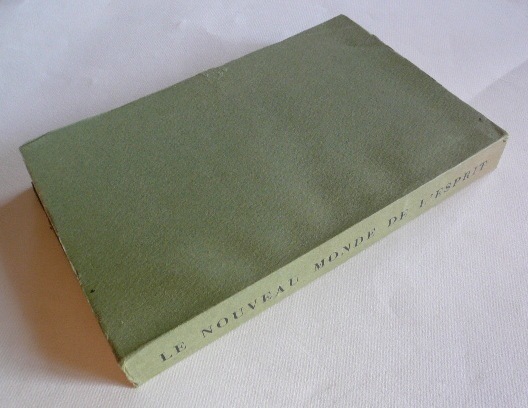 LE NOUVEAU MONDE DE L'ESPRIT